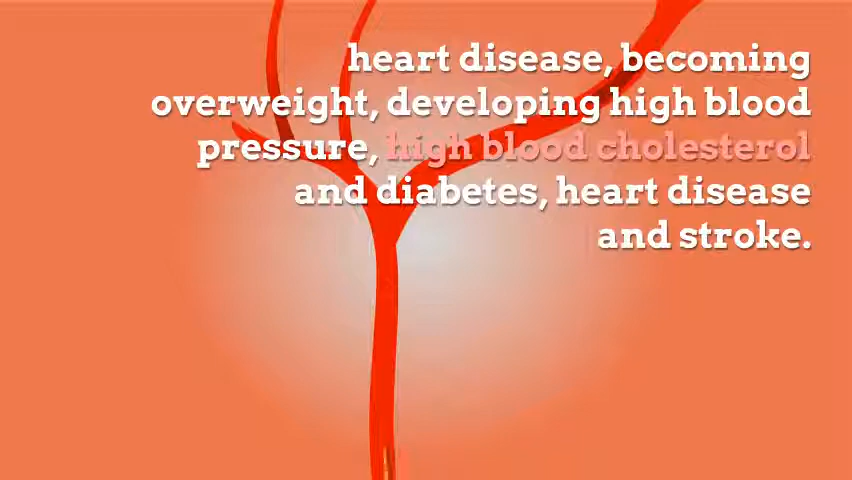 heart disease, becoming
overweight, developing high blood
pressure, high blood cholesterol
and diabetes, heart disease
and stroke.